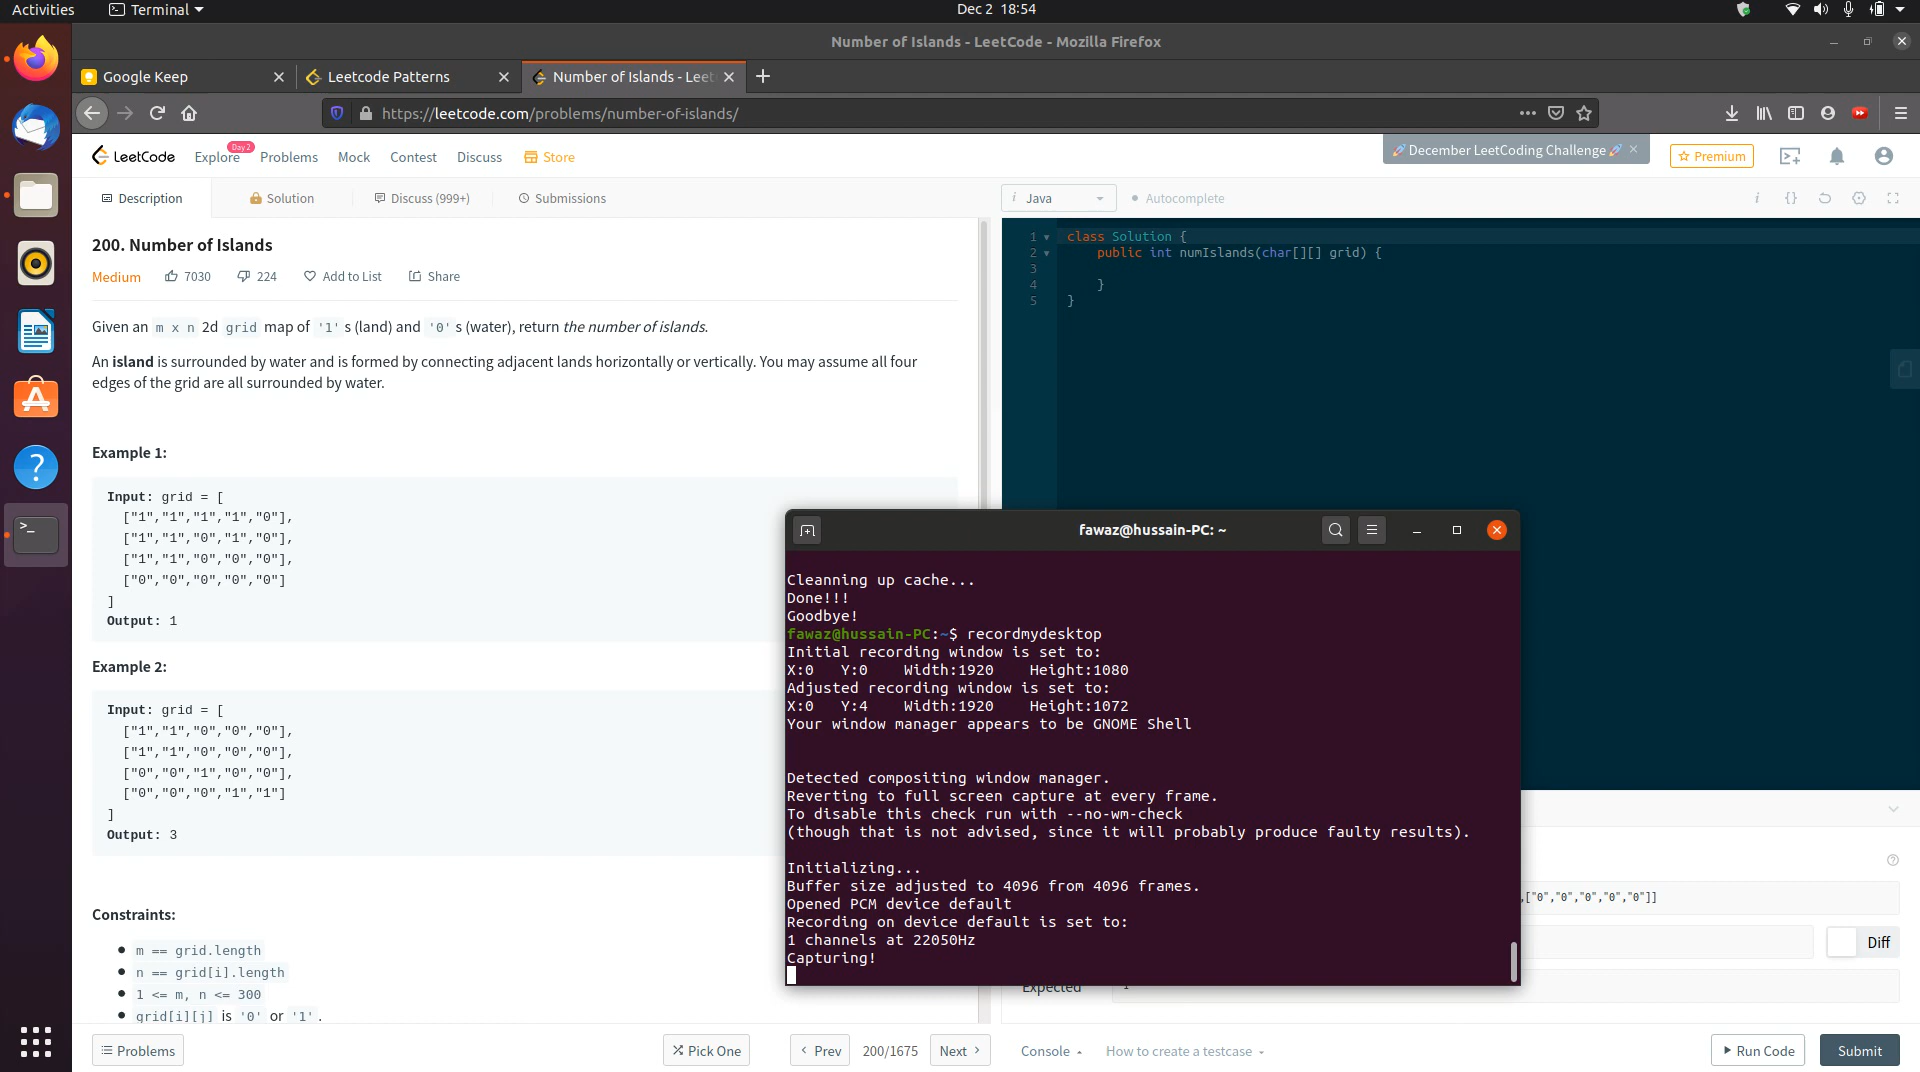 Activities
Terminal
Dec 2 18:54
Number of Islands - LeetCode - Mozilla Firefox
Google Keep
Leetcode Patterns
Number of Islands - Leet
https://leetcode.com/problems/number-of-islands/
LeetCode
Explore
Day 2
Problems
Mock
Contest
Discuss
Store
December LeetCoding Challenge
Premium
Description
Solution
Discuss (999+)
Submissions
i Java
Autocomplete
200. Number of Islands
Medium
7030
224
Add to List
Share
Given an m x n 2d grid map of '1' s (land) and '0' s (water), return the number of islands.
An island is surrounded by water and is formed by connecting adjacent lands horizontally or vertically. You may assume all four
edges of the grid are all surrounded by water.
Example 1:
Input: grid = [
["1","1","1","1","0"],
["1","1","0","1","0"],
["1","1","0","0","0"],
["0","0","0","0","0"]
]
Output: 1
Example 2:
Input: grid = [
["1","1","0","0","0"],
["1","1","0","0","0"],
["0","0","1","0","0"],
["0","0","0","1","1"]
]
Output: 3
Constraints:
m == grid.length
n == grid[i].length
1 <= m, n <= 300
grid[i][j] is '0' or '1'.
1 class Solution {
2 public int numIslands(char[][] grid) {
3
4 }
5 }
fawaz@hussain-PC: ~
Cleanning up cache...
Done!!!
Goodbye!
fawaz@hussain-PC:~$ recordmydesktop
Initial recording window is set to:
X:0 Y:0 Width:1920 Height:1080
Adjusted recording window is set to:
X:0 Y:4 Width:1920 Height:1072
Your window manager appears to be GNOME Shell
Detected compositing window manager.
Reverting to full screen capture at every frame.
To disable this check run with --no-wm-check
(though that is not advised, since it will probably produce faulty results).
Initializing...
Buffer size adjusted to 4096 from 4096 frames.
Opened PCM device default
Recording on device default is set to:
1 channels at 22050Hz
Capturing!
,["0","0","0","0","0"]]
Diff
Expected
Problems
Pick One
Prev
200/1675
Next
Console
How to create a testcase
Run Code
Submit